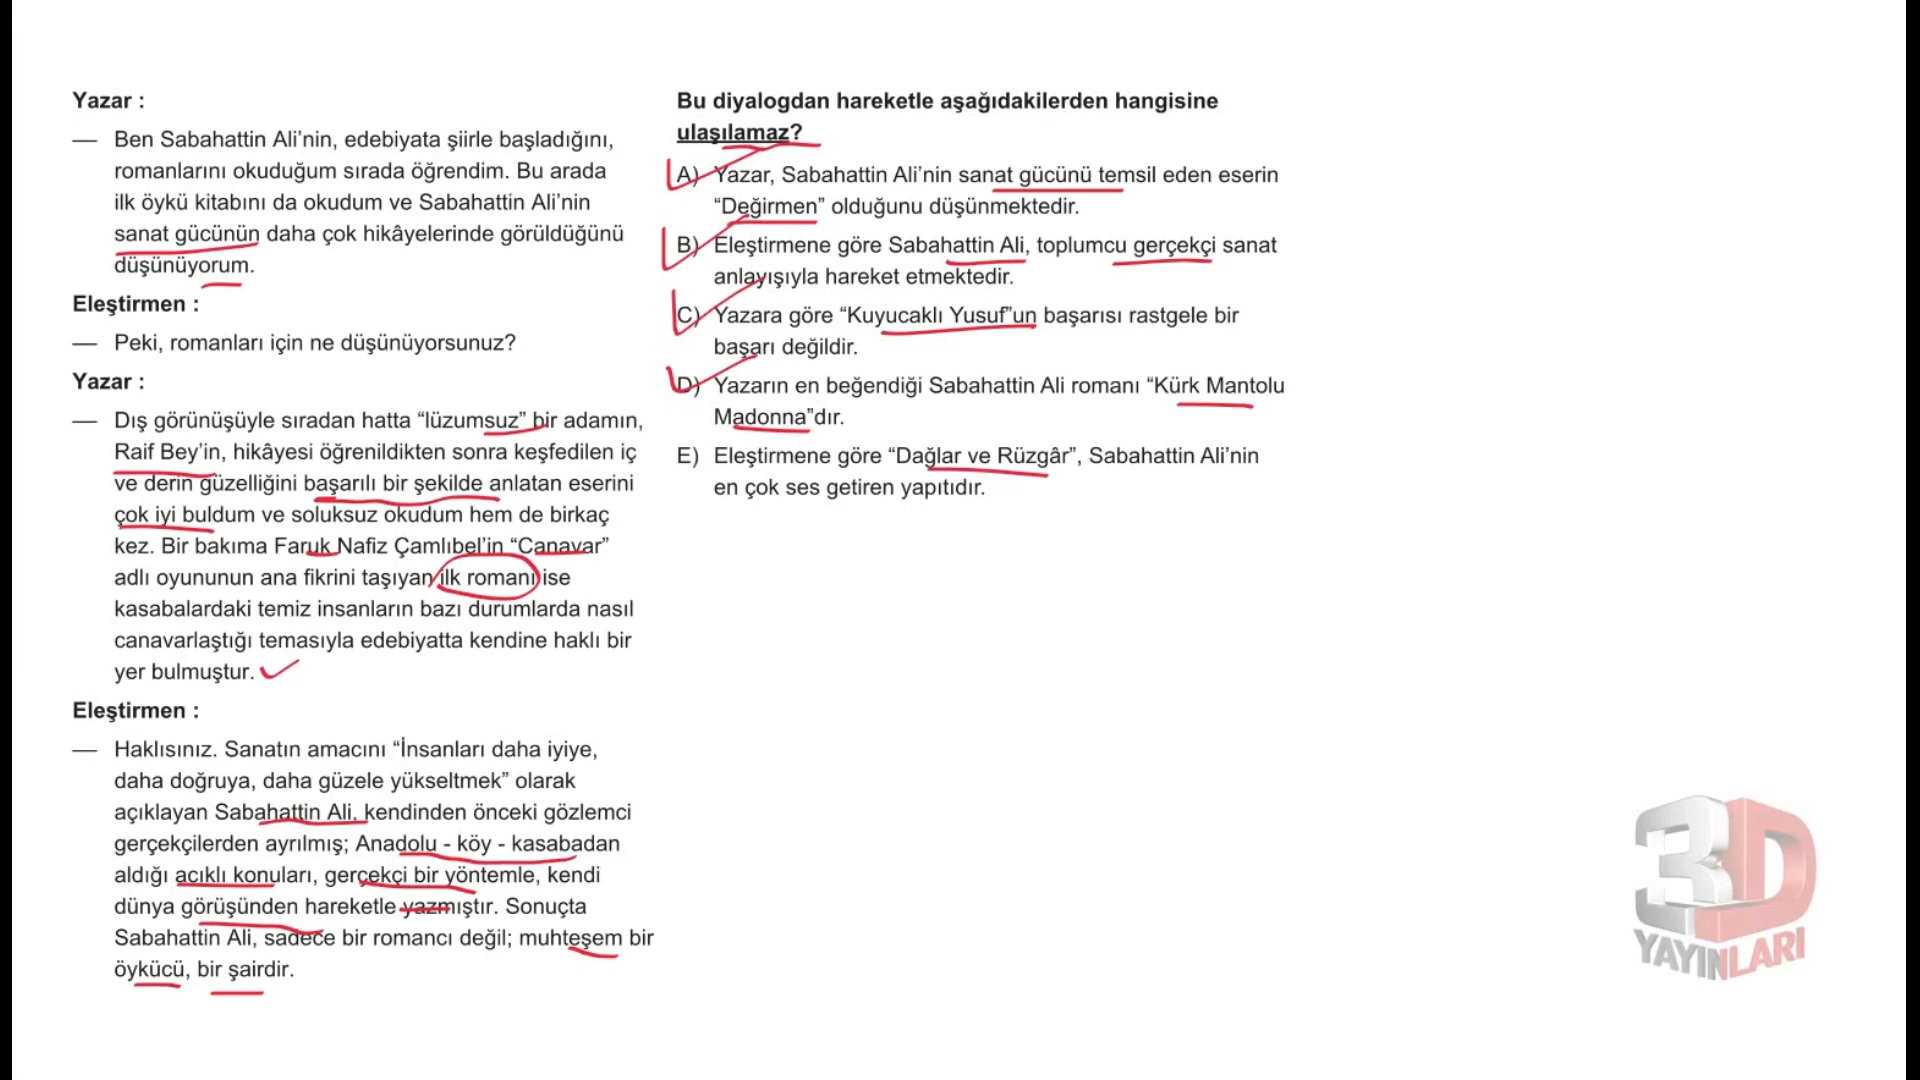 Yazar :
— Ben Sabahattin Ali’nin, edebiyata şiirle başladığını,
romanlarını okuduğum sırada öğrendim. Bu arada
ilk öykü kitabını da okudum ve Sabahattin Ali’nin
sanat gücünün daha çok hikâyelerinde görüldüğünü
düşünüyorum.
Eleştirmen :
— Peki, romanları için ne düşünüyorsunuz?
Yazar :
— Dış görünüşüyle sıradan hatta “lüzumsuz” bir adamın,
Raif Bey’in, hikâyesi öğrenildikten sonra keşfedilen iç
ve derin güzelliğini başarılı bir şekilde anlatan eserini
çok iyi buldum ve soluksuz okudum hem de birkaç
kez. Bir bakıma Faruk Nafiz Çamlıbel’in “Canavar”
adlı oyununun ana fikrini taşıyan ilk romanı ise
kasabalardaki temiz insanların bazı durumlarda nasıl
canavarlaştığı temasıyla edebiyatta kendine haklı bir
yer bulmuştur.
Eleştirmen :
— Haklısınız. Sanatın amacını “İnsanları daha iyiye,
daha doğruya, daha güzele yükseltmek” olarak
açıklayan Sabahattin Ali, kendinden önceki gözlemci
gerçekçilerden ayrılmış; Anadolu - köy - kasabadan
aldığı acıklı konuları, gerçekçi bir yöntemle, kendi
dünya görüşünden hareketle yazmıştır. Sonuçta
Sabahattin Ali, sadece bir romancı değil; muhteşem bir
öykücü, bir şairdir.
Bu diyalogdan hareketle aşağıdakilerden hangisine
ulaşılamaz?
A) Yazar, Sabahattin Ali’nin sanat gücünü temsil eden eserin
“Değirmen” olduğunu düşünmektedir.
B) Eleştirmene göre Sabahattin Ali, toplumcu gerçekçi sanat
anlayışıyla hareket etmektedir.
C) Yazara göre “Kuyucaklı Yusuf”un başarısı rastgele bir
başarı değildir.
D) Yazarın en beğendiği Sabahattin Ali romanı “Kürk Mantolu
Madonna”dır.
E) Eleştirmene göre “Dağlar ve Rüzgâr”, Sabahattin Ali’nin
en çok ses getiren yapıtıdır.
3D
YAYINLARI